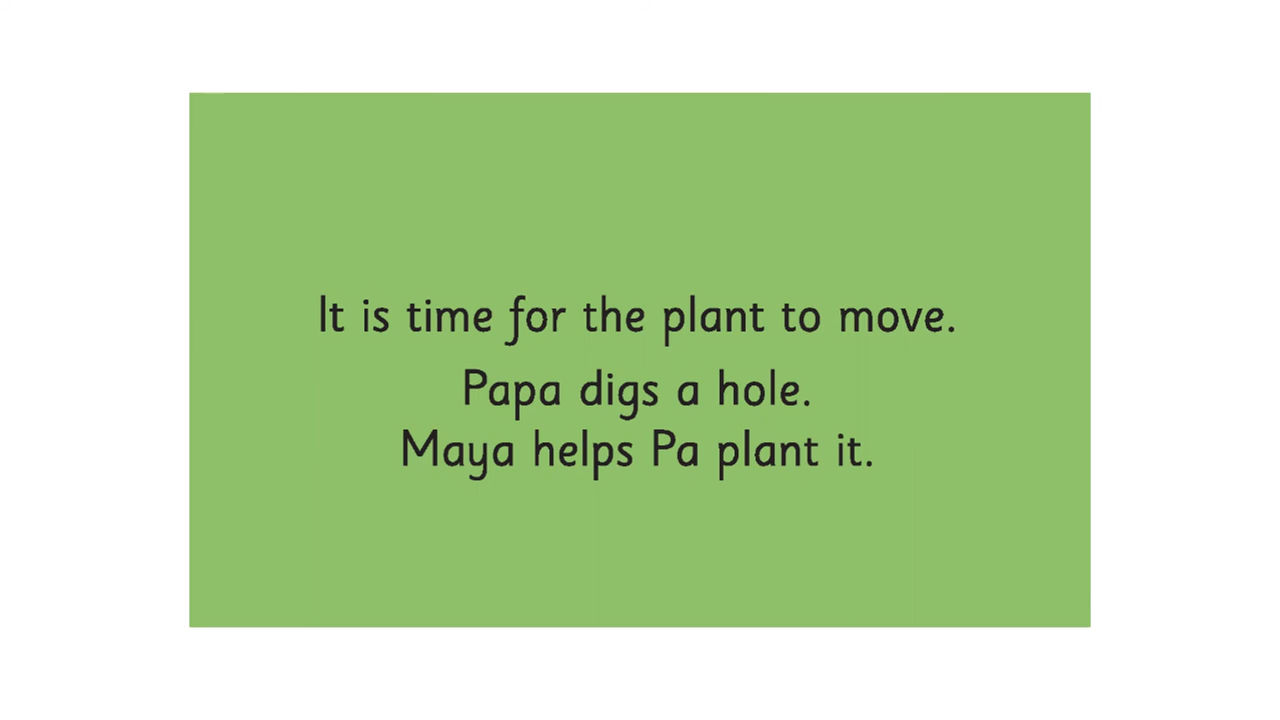 It is time for the plant to move.
Papa digs a hole.
Maya helps Pa plant it.